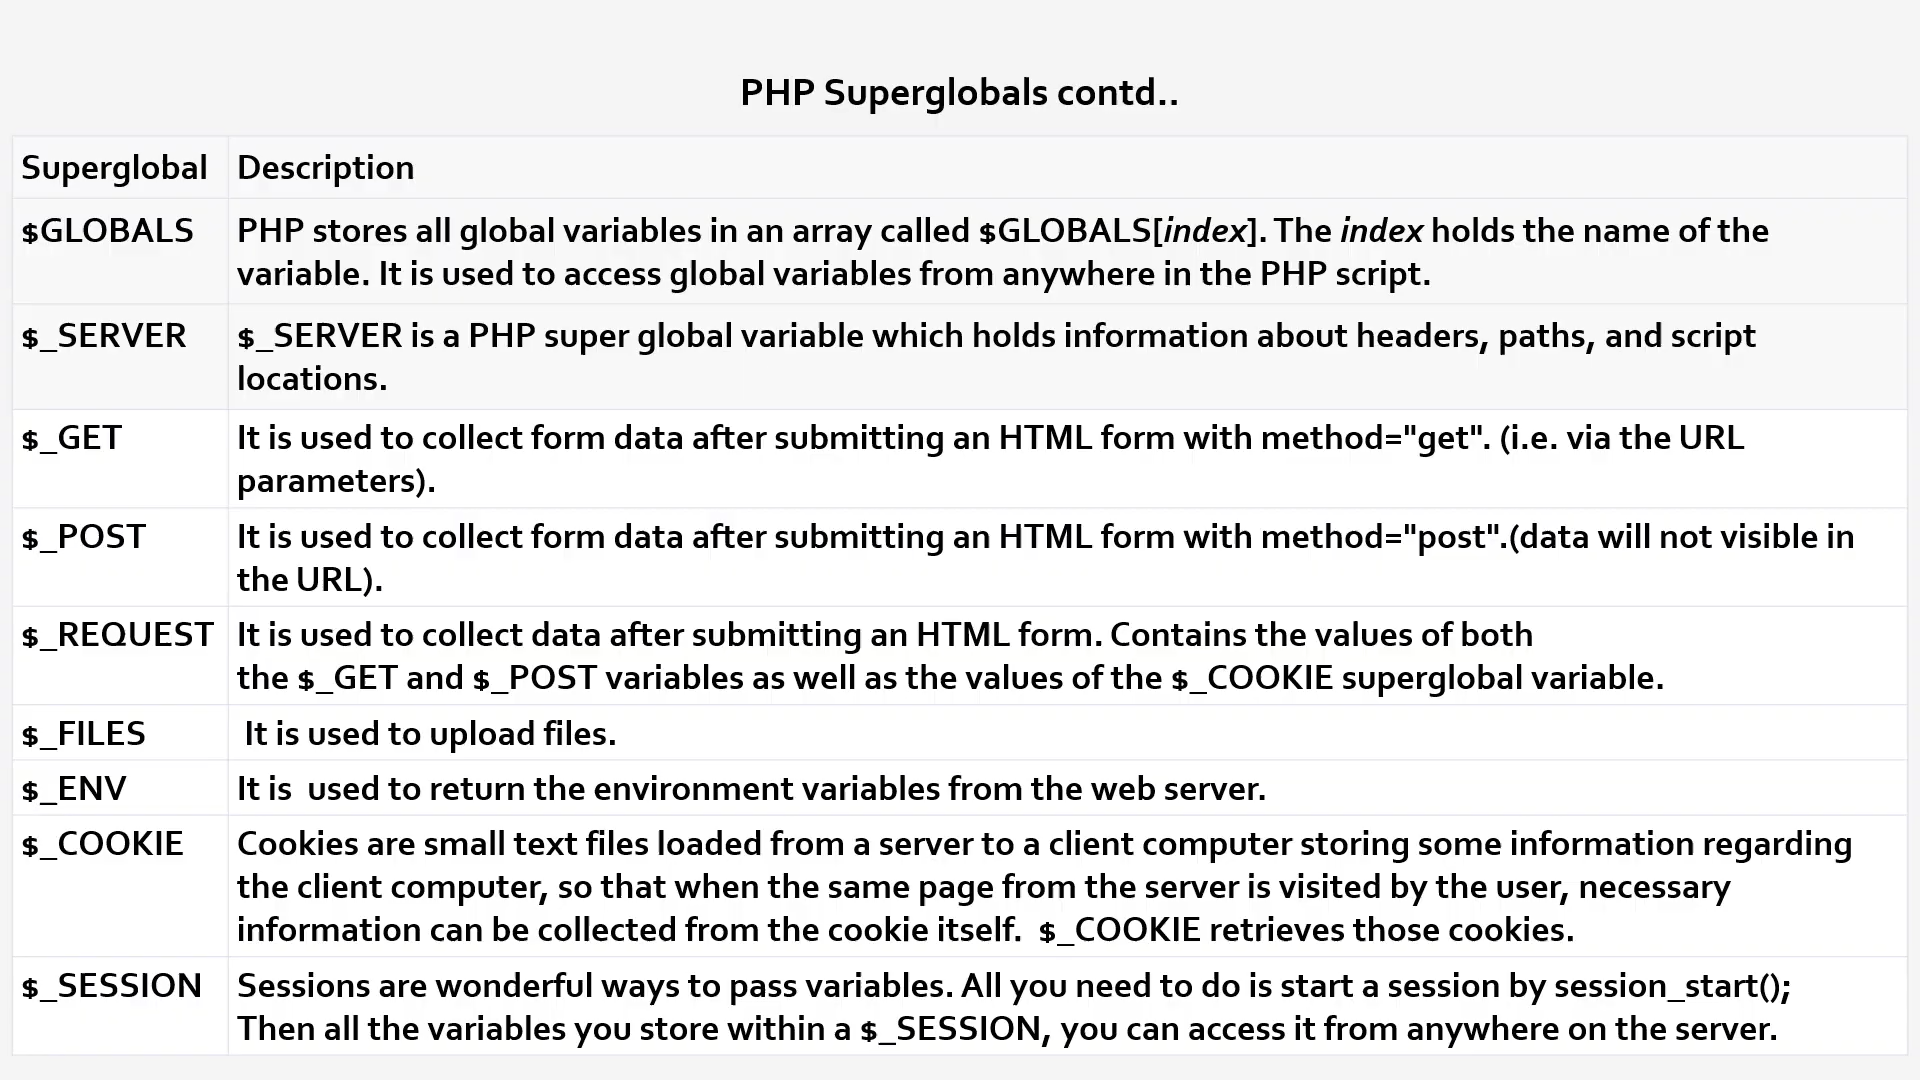 PHP Superglobals contd..
Superglobal Description
$GLOBALS PHP stores all global variables in an array called $GLOBALS[index]. The index holds the name of the
variable. It is used to access global variables from anywhere in the PHP script.
$_SERVER $_SERVER is a PHP super global variable which holds information about headers, paths, and script
locations.
$_GET It is used to collect form data after submitting an HTML form with method="get". (i.e. via the URL
parameters).
$_POST It is used to collect form data after submitting an HTML form with method="post".(data will not visible in
the URL).
$_REQUEST It is used to collect data after submitting an HTML form. Contains the values of both
the $_GET and $_POST variables as well as the values of the $_COOKIE superglobal variable.
$_FILES It is used to upload files.
$_ENV It is  used to return the environment variables from the web server.
$_COOKIE Cookies are small text files loaded from a server to a client computer storing some information regarding
the client computer, so that when the same page from the server is visited by the user, necessary
information can be collected from the cookie itself.  $_COOKIE retrieves those cookies.
$_SESSION Sessions are wonderful ways to pass variables. All you need to do is start a session by session_start();
Then all the variables you store within a $_SESSION, you can access it from anywhere on the server.